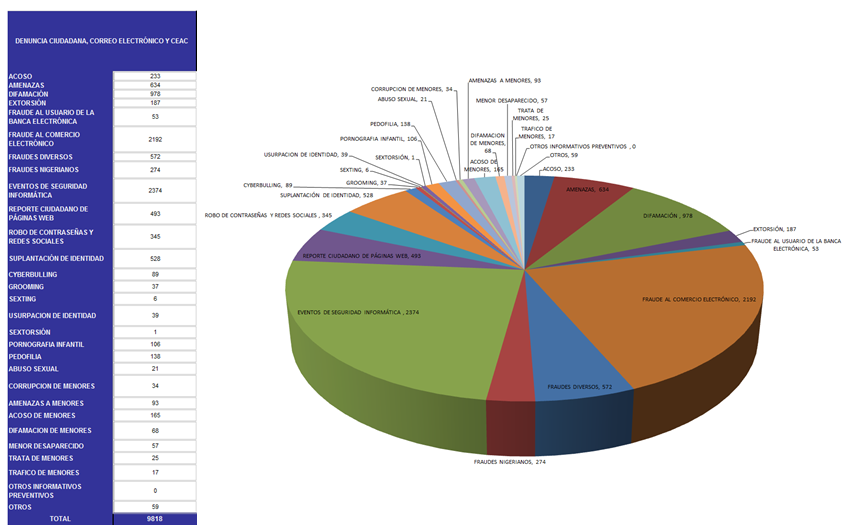 DENUNCIA CIUDADANA, CORREO ELECTRÓNICO Y CEAC
ACOSO 233
AMENAZAS 634
DIFAMACIÓN 978
EXTORSIÓN 187
FRAUDE AL USUARIO DE LA
BANCA ELECTRÓNICA 53
FRAUDE AL COMERCIO
ELECTRÓNICO 2192
FRAUDES DIVERSOS 572
FRAUDES NIGERIANOS 274
EVENTOS DE SEGURIDAD
INFORMÁTICA 2374
REPORTE CIUDADANO DE
PÁGINAS WEB 493
ROBO DE CONTRASEÑAS Y
REDES SOCIALES 345
SUPLANTACIÓN DE IDENTIDAD 528
CYBERBULLING 89
GROOMING 37
SEXTING 6
USURPACION DE IDENTIDAD 39
SEXTORSIÓN 1
PORNOGRAFIA INFANTIL 106
PEDOFILIA 138
ABUSO SEXUAL 21
CORRUPCION DE MENORES 34
AMENAZAS A MENORES 93
ACOSO DE MENORES 165
DIFAMACION DE MENORES 68
MENOR DESAPARECIDO 57
TRATA DE MENORES 25
TRAFICO DE MENORES 17
OTROS INFORMATIVOS
PREVENTIVOS 0
OTROS 59
TOTAL 9818
AMENAZAS A MENORES, 93
CORRUPCION DE MENORES, 34
ABUSO SEXUAL, 21
MENOR DESAPARECIDO, 57
TRATA DE
MENORES, 25
PEDOFILIA, 138
TRAFICO DE
MENORES, 17
PORNOGRAFIA INFANTIL, 106
DIFAMACION
DE MENORES,
68
OTROS INFORMATIVOS PREVENTIVOS , 0
USURPACION DE IDENTIDAD, 39
SEXTORSIÓN, 1
OTROS, 59
ACOSO DE
MENORES, 165
SEXTING, 6
ACOSO, 233
GROOMING, 37
CYBERBULLING, 89
AMENAZAS, 634
SUPLANTACIÓN DE IDENTIDAD, 528
ROBO DE CONTRASEÑAS Y REDES SOCIALES , 345
DIFAMACIÓN , 978
EXTORSIÓN, 187
FRAUDE AL USUARIO DE LA BANCA
ELECTRÓNICA, 53
REPORTE CIUDADANO DE PÁGINAS WEB, 493
FRAUDE AL COMERCIO ELECTRÓNICO, 2192
EVENTOS DE SEGURIDAD INFORMÁTICA , 2374
FRAUDES DIVERSOS, 572
FRAUDES NIGERIANOS, 274